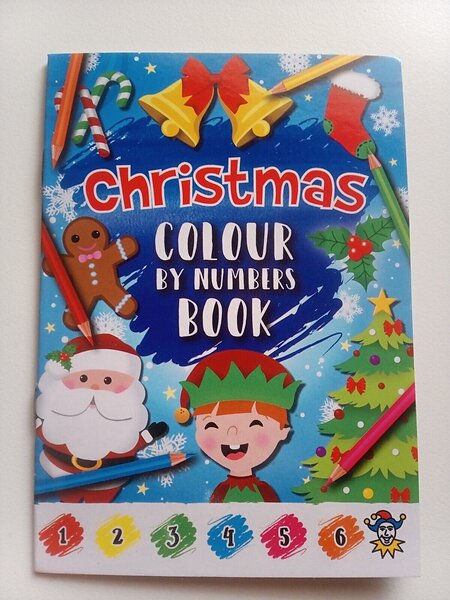 Christmas
COLOUR
BY NUMBERS
BOOK
1 2 3 4 5 6